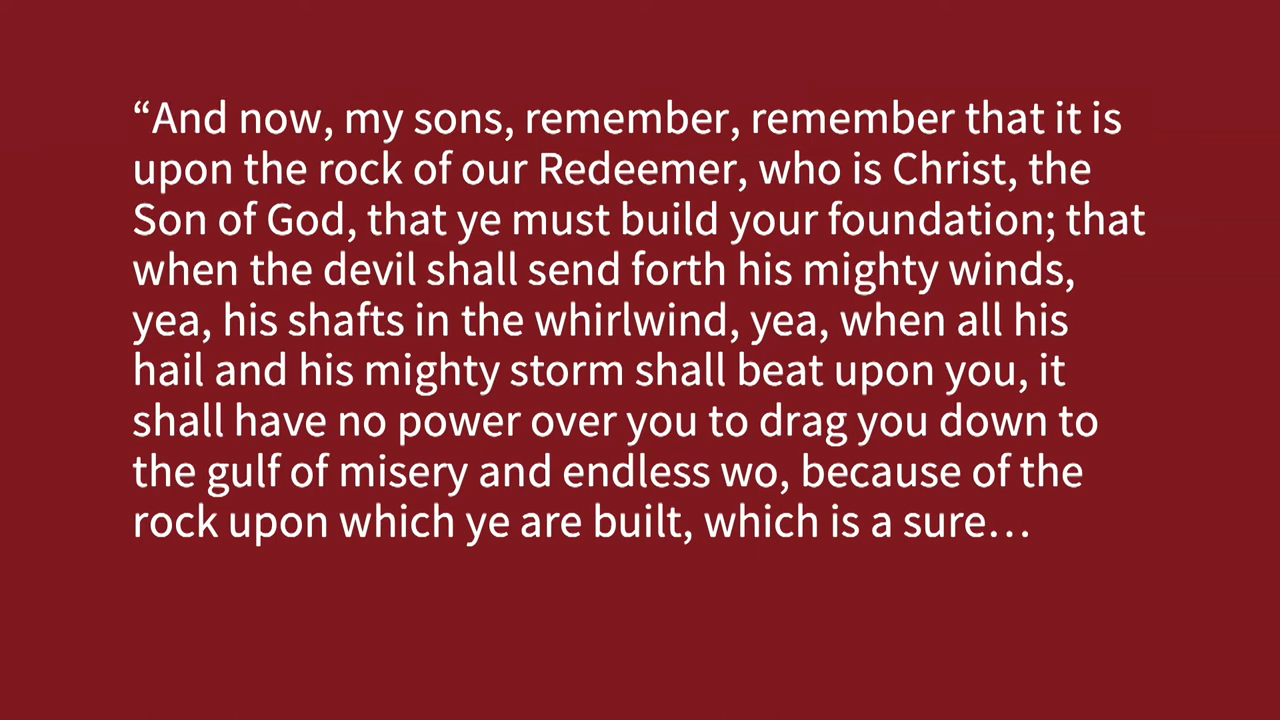 “And now, my sons, remember, remember that it is
upon the rock of our Redeemer, who is Christ, the
Son of God, that ye must build your foundation; that
when the devil shall send forth his mighty winds,
yea, his shafts in the whirlwind, yea, when all his
hail and his mighty storm shall beat upon you, it
shall have no power over you to drag you down to
the gulf of misery and endless wo, because of the
rock upon which ye are built, which is a sure…